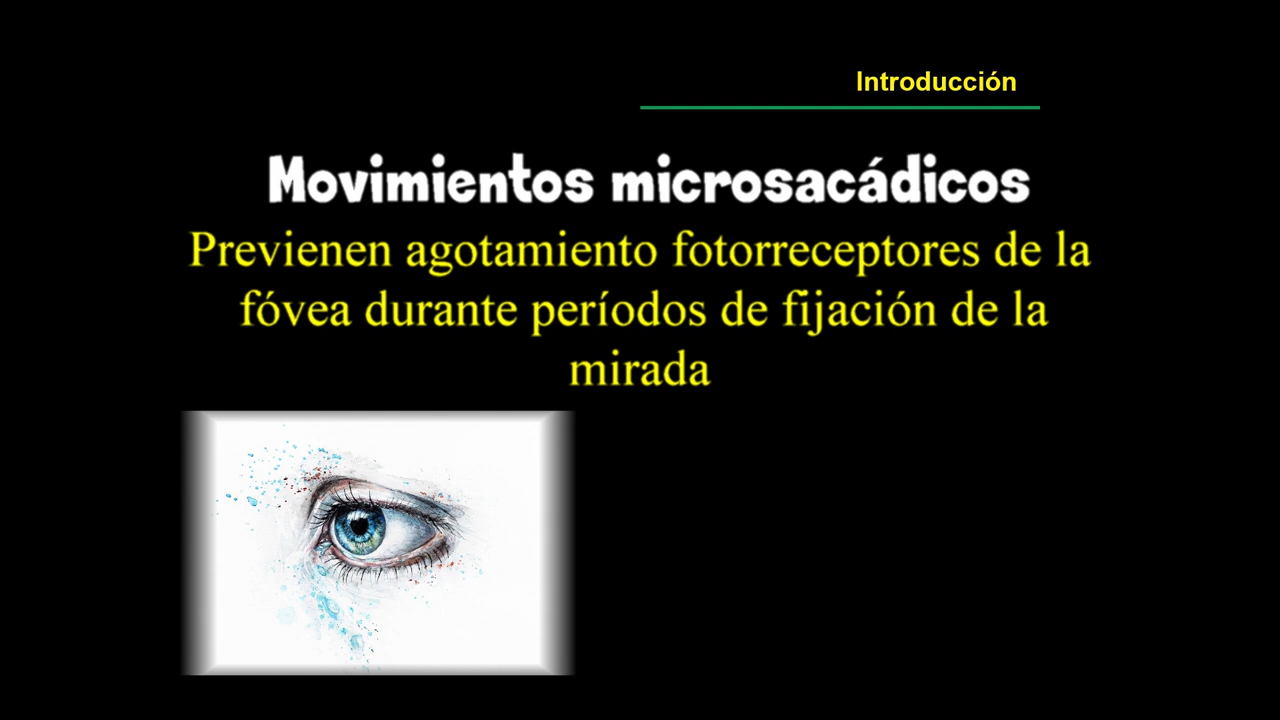 Introducción
Movimientos microsacádicos
Previenen agotamiento fotorreceptores de la
fóvea durante períodos de fijación de la
mirada